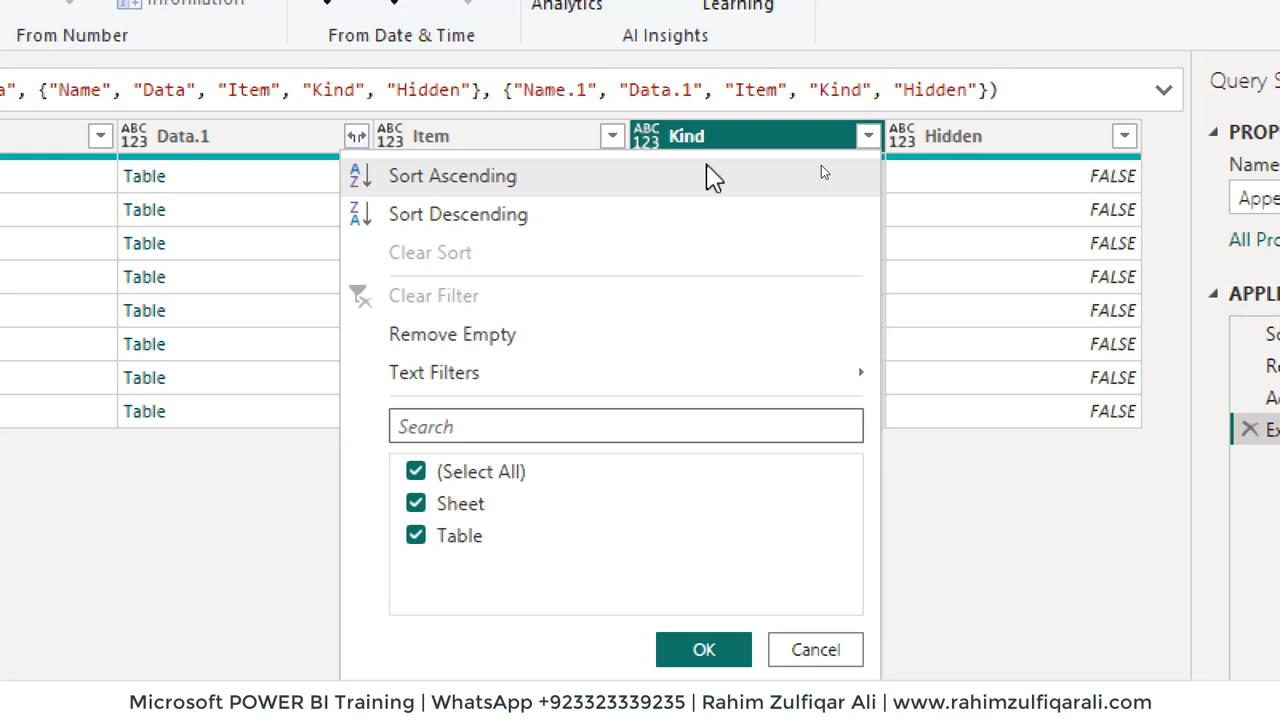 Information
Analytics
Learning
From Number
From Date & Time
AI Insights
a", {"Name", "Data", "Item", "Kind", "Hidden"}, {"Name.1", "Data.1", "Item", "Kind", "Hidden"})
Query S
ABC 123 Data.1
ABC 123 Item
ABC 123 Kind
ABC 123 Hidden
PROP
Name
Appe
All Pro
APPLI
Table FALSE
Table FALSE
Table FALSE
Table FALSE
Table FALSE
Table FALSE
Table FALSE
Table FALSE
Sort Ascending
Sort Descending
Clear Sort
Clear Filter
Remove Empty
Text Filters
Search
(Select All)
Sheet
Table
OK
Cancel
Ex
Microsoft POWER BI Training | WhatsApp +923323339235 | Rahim Zulfiqar Ali | www.rahimzulfiqarali.com